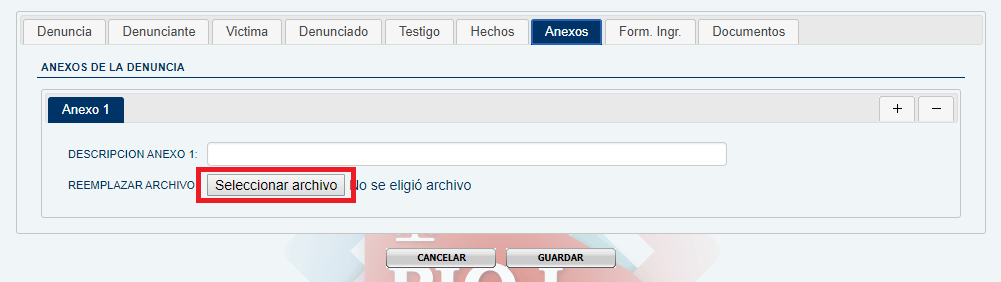 Denuncia Denunciante Victima Denunciado Testigo Hechos Anexos Form. Ingr. Documentos
ANEXOS DE LA DENUNCIA
Anexo 1 + −
DESCRIPCION ANEXO 1:
REEMPLAZAR ARCHIVO Seleccionar archivo No se eligió archivo
CANCELAR GUARDAR